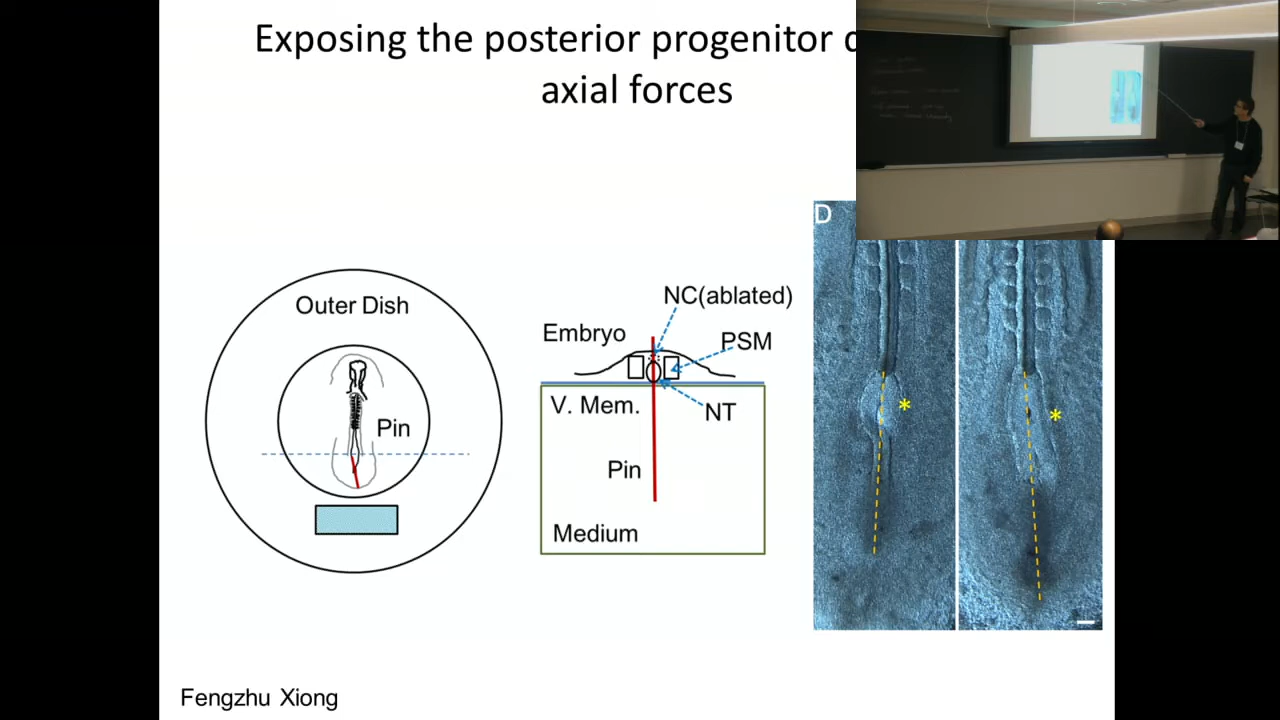 Exposing the posterior progenitor
axial forces
D
Outer Dish
Pin
NC(ablated)
Embryo
PSM
V. Mem.
NT
Pin
Medium
*
*
Fengzhu Xiong